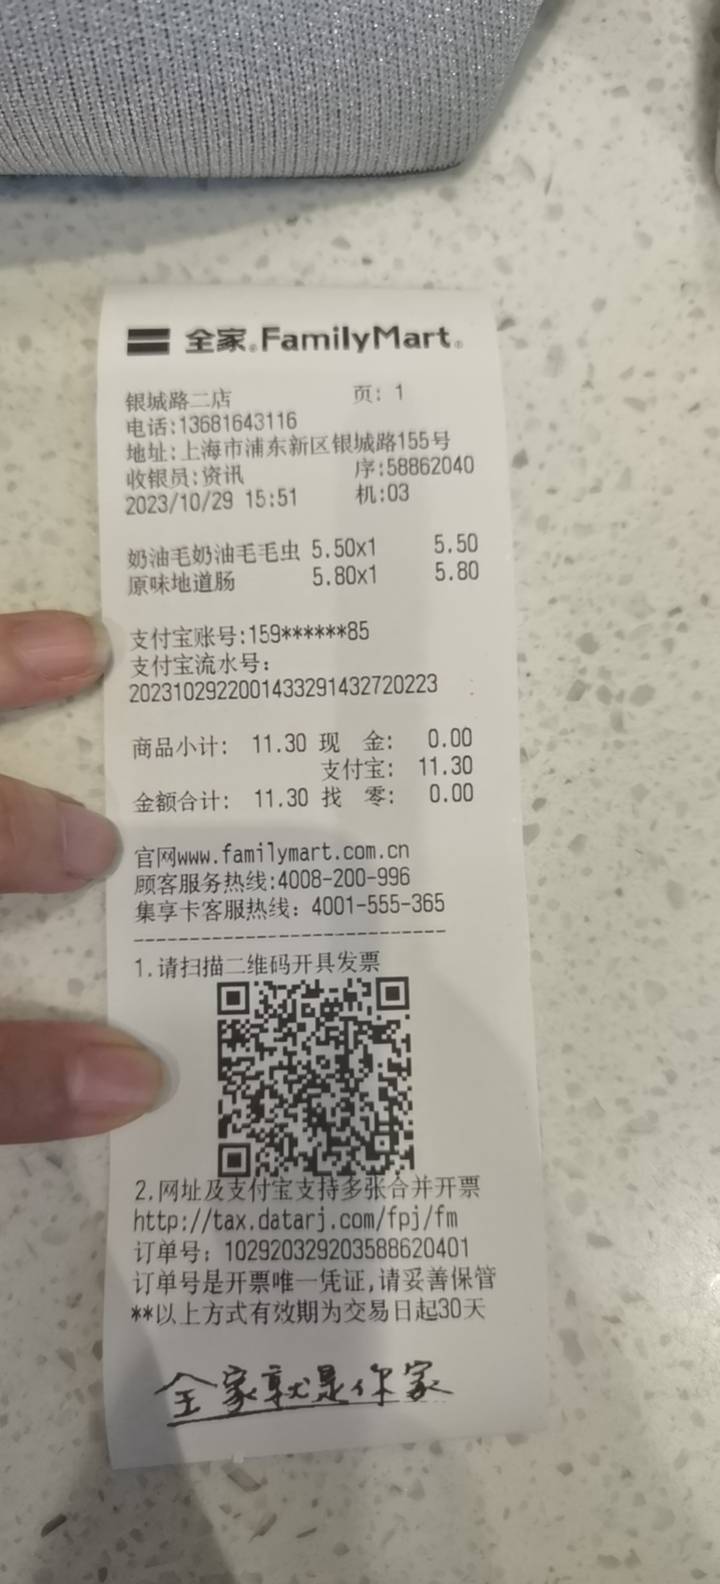 全家®FamilyMart®
银城路二店 页: 1
电话:13681643116
地址:上海市浦东新区银城路155号
收银员:资讯 序:58862040
2023/10/29 15:51 机:03
奶油毛奶油毛毛虫 5.50x1 5.50
原味地道肠 5.80x1 5.80
支付宝账号:159******85
支付宝流水号:
2023102922001433291432720223
商品小计: 11.30 现 金: 0.00
支付宝: 11.30
金额合计: 11.30 找 零: 0.00
官网www.familymart.com.cn
顾客服务热线:4008-200-996
集享卡客服热线: 4001-555-365
-----------------------------
1.请扫描二维码开具发票
2.网址及支付宝支持多张合并开票
http://tax.datarj.com/fpj/fm
订单号: 102920329203588620401
订单号是开票唯一凭证,请妥善保管
**以上方式有效期为交易日起30天
全家就是你家